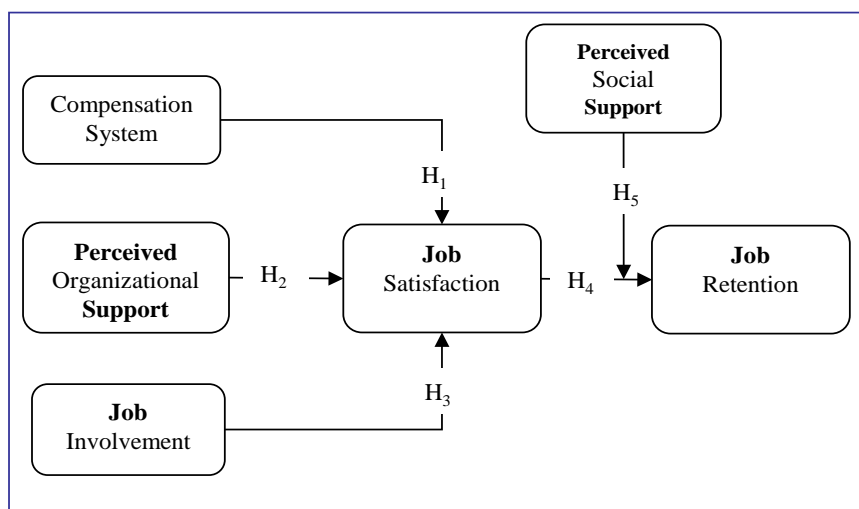 Perceived
Social
Support
Compensation
System
H1
H5
Perceived
Organizational
Support
H2
Job
Satisfaction
H4
Job
Retention
H3
Job
Involvement